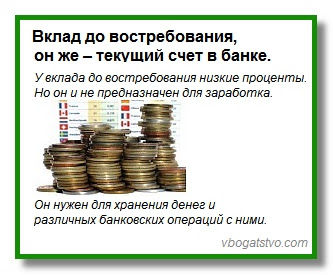 Вклад до востребования,
он же – текущий счет в банке.
У вклада до востребования низкие проценты.
Но он и не предназначен для заработка.
Он нужен для хранения денег и
различных банковских операций с ними.
vbogatstvo.com